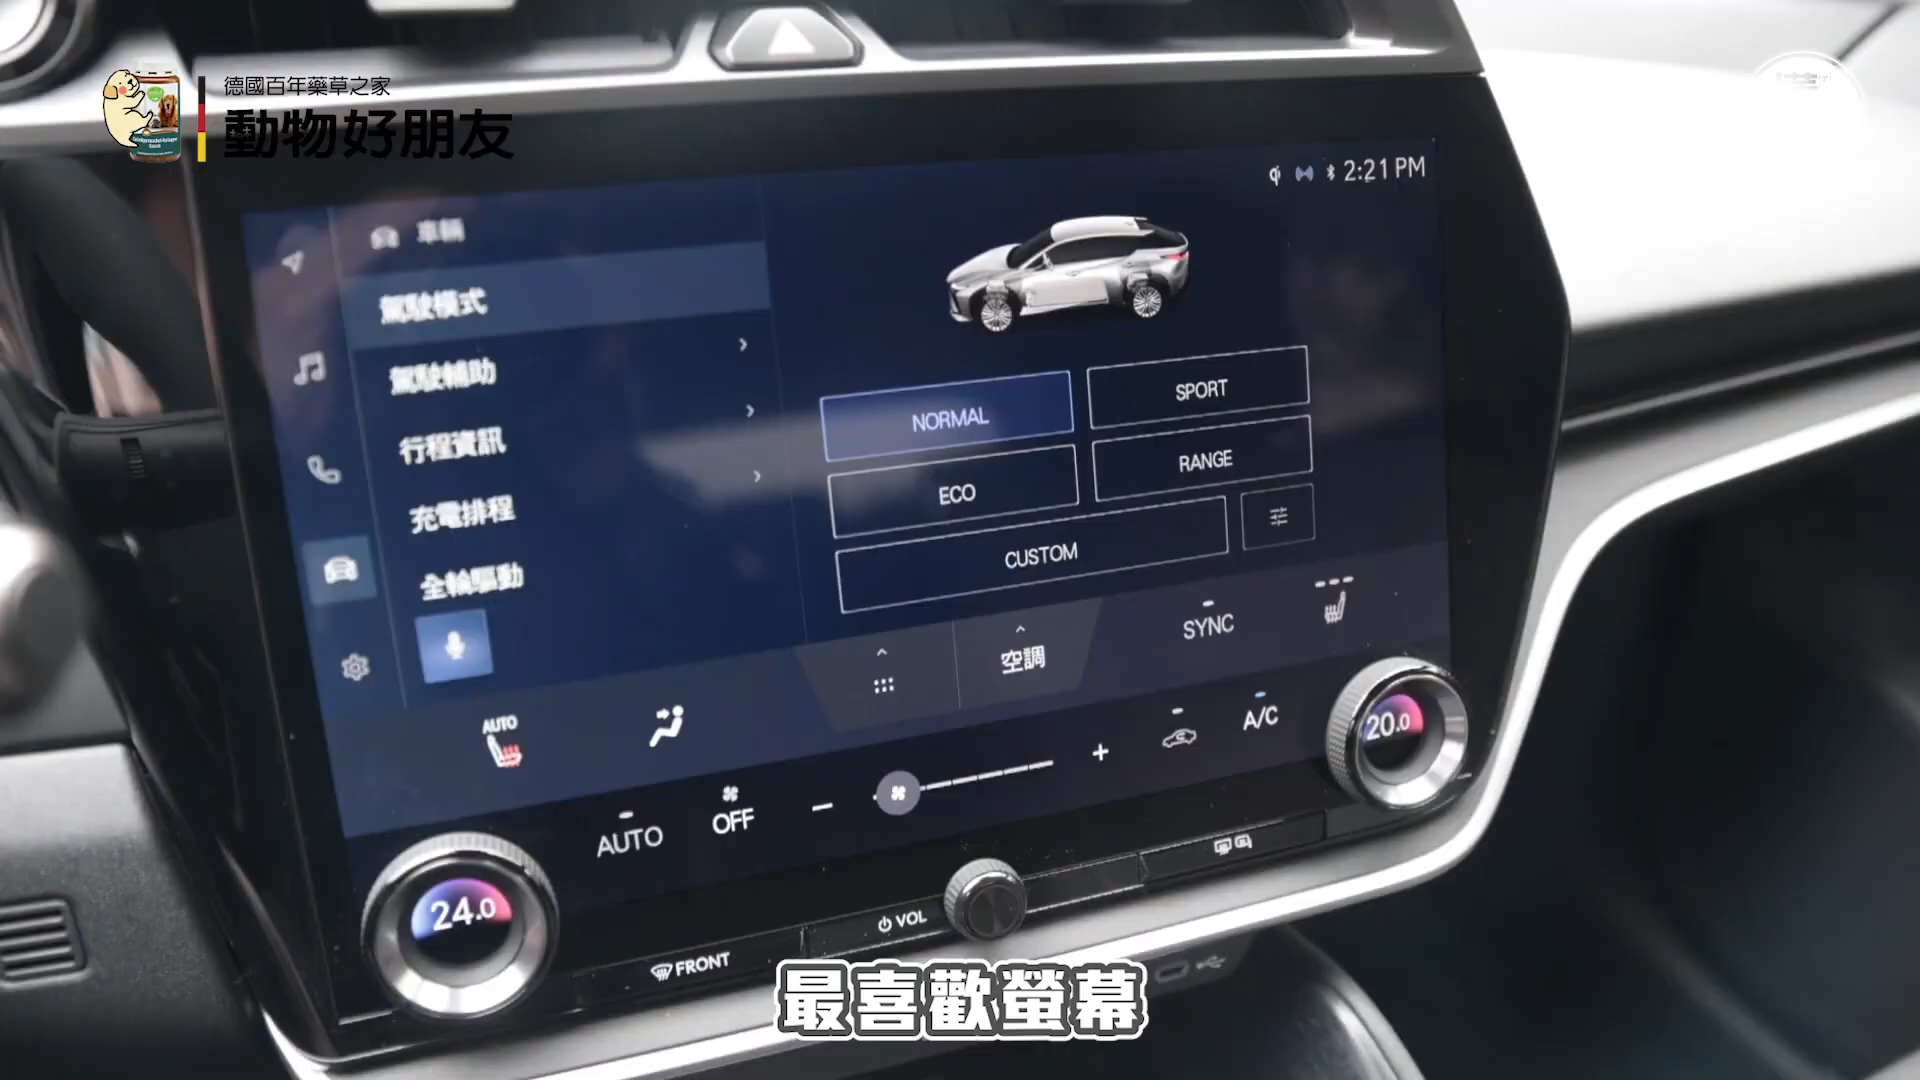 德國百年藥草之家
動物好朋友
2:21 PM
車輛
駕駛模式
駕駛輔助
行程資訊
充電排程
全輪驅動
NORMAL
SPORT
ECO
RANGE
CUSTOM
空調
SYNC
AUTO
AUTO
OFF
A/C
20.0
24.0
VOL
FRONT
最喜歡螢幕